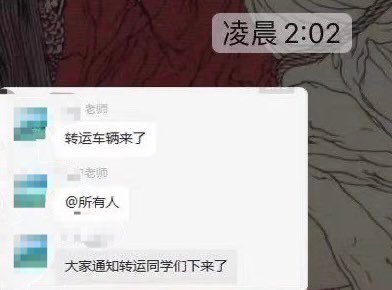 凌晨 2:02
老师
转运车辆来了
老师
@所有人
大家通知转运同学们下来了